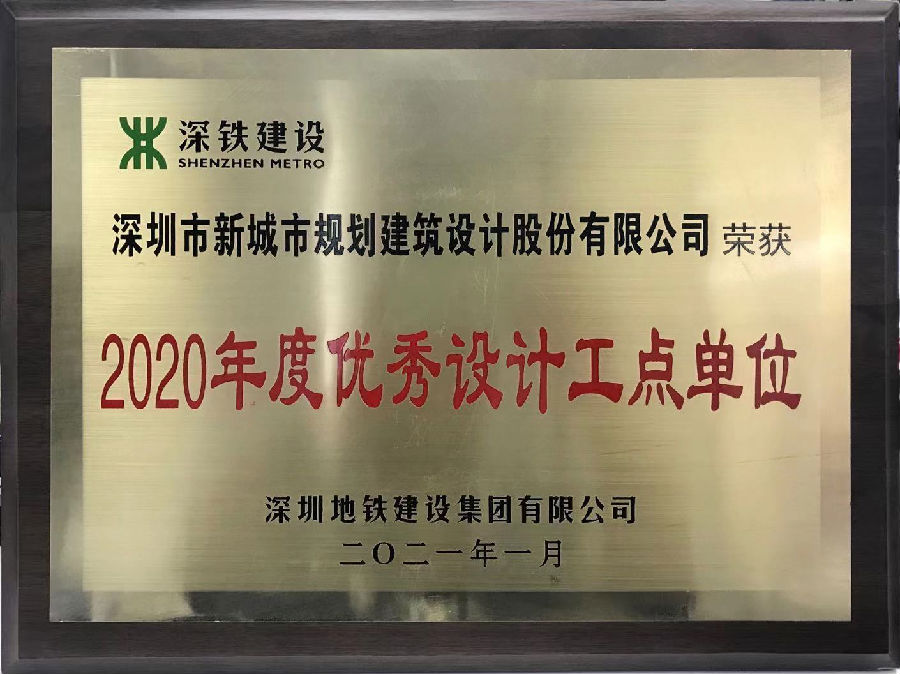 深铁建设
SHENZHEN METRO
深圳市新城市规划建筑设计股份有限公司 荣获
2020年度优秀设计工点单位
深圳地铁建设集团有限公司
二〇二一年一月